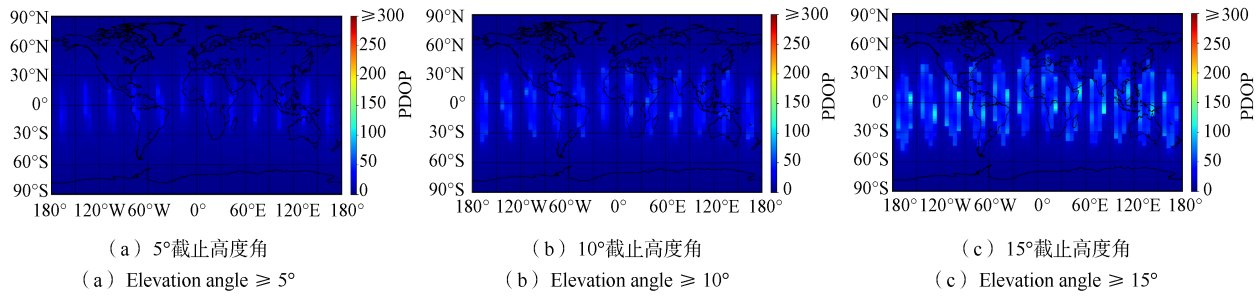 90°N
60°N
30°N
0°
30°S
60°S
90°S
180° 120°W 60°W 0° 60°E 120°E 180°
≥300
250
200
150
100
50
0
PDOP
(a) 5°截止高度角
(a) Elevation angle ≥ 5°
90°N
60°N
30°N
0°
30°S
60°S
90°S
180° 120°W 60°W 0° 60°E 120°E 180°
≥300
250
200
150
100
50
0
PDOP
(b) 10°截止高度角
(b) Elevation angle ≥ 10°
90°N
60°N
30°N
0°
30°S
60°S
90°S
180° 120°W 60°W 0° 60°E 120°E 180°
≥300
250
200
150
100
50
0
PDOP
(c) 15°截止高度角
(c) Elevation angle ≥ 15°